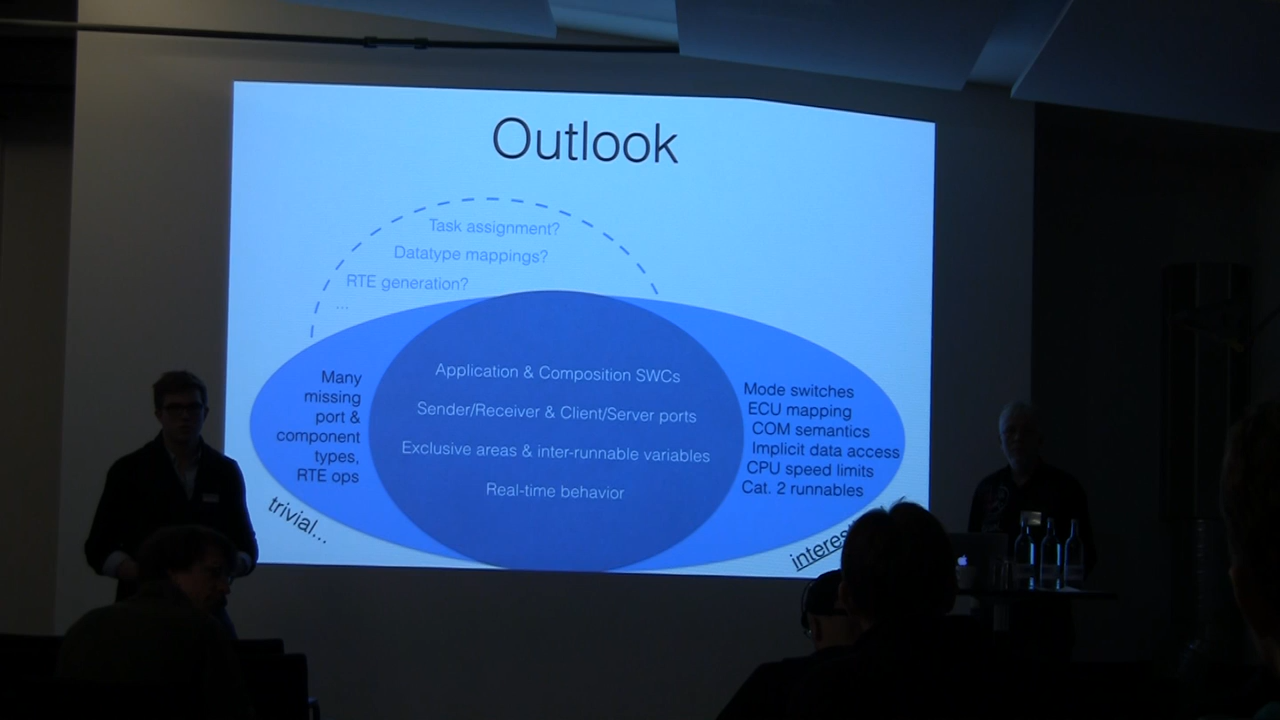 Outlook
Task assignment?
Datatype mappings?
RTE generation?
...
Application & Composition SWCs
Sender/Receiver & Client/Server ports
Exclusive areas & inter-runnable variables
Real-time behavior
Many
missing
port &
component
types,
RTE ops
Mode switches
ECU mapping
COM semantics
Implicit data access
CPU speed limits
Cat. 2 runnables
trivial...